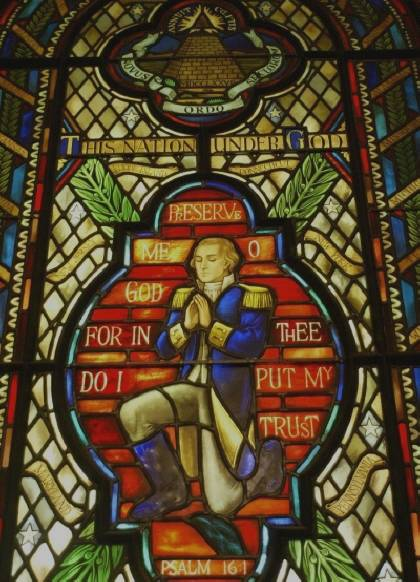 ANNUIT CŒPTIS
NOVUS ORDO SECLORUM
THIS NATION UNDER GOD
PRESERVE
ME O
GOD
FOR IN THEE
DO I PUT MY
TRUST
PSALM 16:1